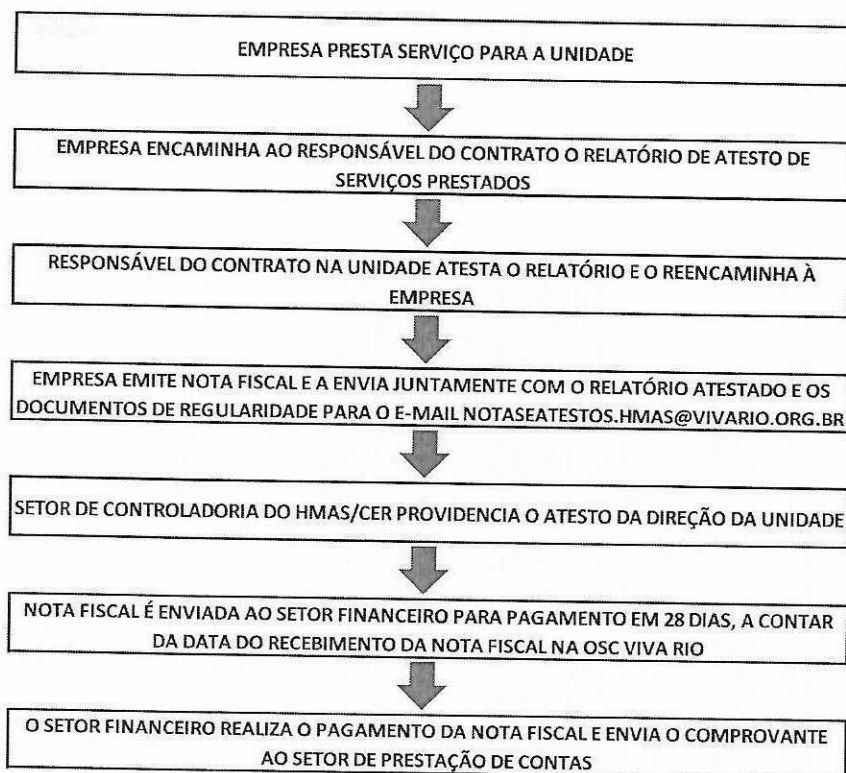 EMPRESA PRESTA SERVIÇO PARA A UNIDADE
EMPRESA ENCAMINHA AO RESPONSÁVEL DO CONTRATO O RELATÓRIO DE ATESTO DE
SERVIÇOS PRESTADOS
RESPONSÁVEL DO CONTRATO NA UNIDADE ATESTA O RELATÓRIO E O REENCAMINHA À
EMPRESA
EMPRESA EMITE NOTA FISCAL E A ENVIA JUNTAMENTE COM O RELATÓRIO ATESTADO E OS
DOCUMENTOS DE REGULARIDADE PARA O E-MAIL NOTASEATESTOS.HMAS@VIVARIO.ORG.BR
SETOR DE CONTROLADORIA DO HMAS/CER PROVIDENCIA O ATESTO DA DIREÇÃO DA UNIDADE
NOTA FISCAL É ENVIADA AO SETOR FINANCEIRO PARA PAGAMENTO EM 28 DIAS, A CONTAR
DA DATA DO RECEBIMENTO DA NOTA FISCAL NA OSC VIVA RIO
O SETOR FINANCEIRO REALIZA O PAGAMENTO DA NOTA FISCAL E ENVIA O COMPROVANTE
AO SETOR DE PRESTAÇÃO DE CONTAS